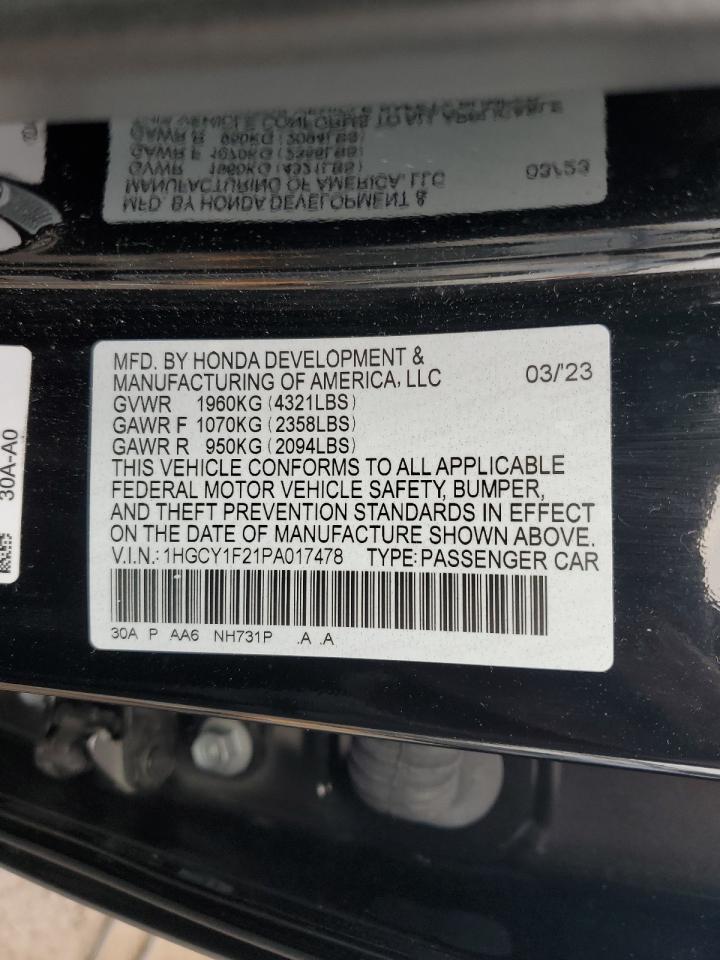 MFD. BY HONDA DEVELOPMENT &
MANUFACTURING OF AMERICA, LLC 03/'23
GVWR 1960KG (4321LBS)
GAWR F 1070KG (2358LBS)
GAWR R 950KG (2094LBS)
THIS VEHICLE CONFORMS TO ALL APPLICABLE
FEDERAL MOTOR VEHICLE SAFETY, BUMPER,
AND THEFT PREVENTION STANDARDS IN EFFECT
ON THE DATE OF MANUFACTURE SHOWN ABOVE.
V.I.N.: 1HGCY1F21PA017478 TYPE: PASSENGER CAR
30A P AA6 NH731P .A .A
30A-A0